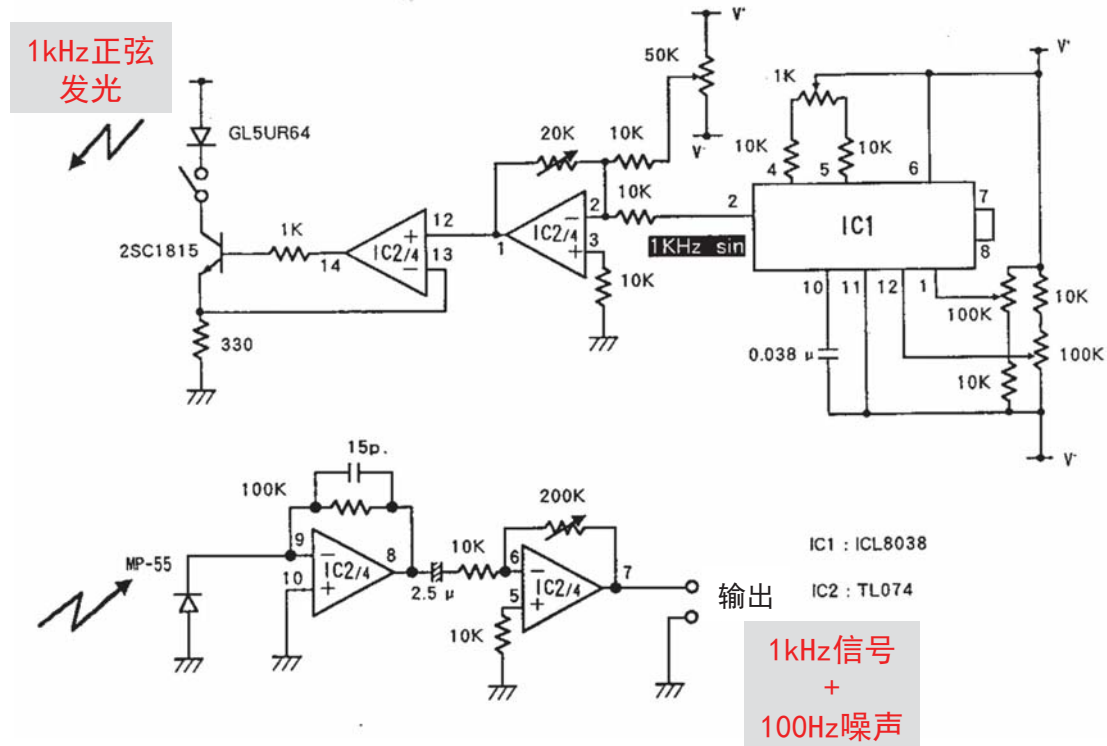 1kHz正弦
发光
GL5UR64
2SC1815
1K
14
IC2/4
+
12
-
13
330
1
20K
10K
50K
V+
V-
10K
2
-
3
+
IC2/4
10K
1KHz sin
2
1K
10K
10K
4
5
6
V+
IC1
7
8
10
11
12
1
0.038 μ
100K
10K
10K
100K
V-
15p.
100K
MP-55
9
-
10
+
IC2/4
8
2.5 μ
10K
200K
6
-
5
+
IC2/4
7
10K
输出
IC1 : ICL8038
IC2 : TL074
1kHz信号
+
100Hz噪声